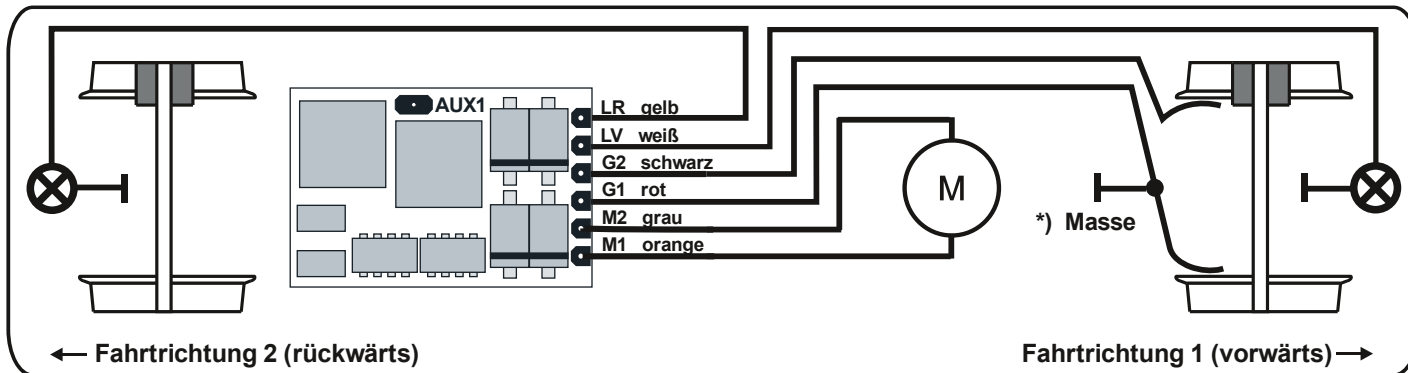 AUX1
LR gelb
LV weiß
G2 schwarz
G1 rot
M2 grau
M1 orange
M
*) Masse
← Fahrtrichtung 2 (rückwärts)
Fahrtrichtung 1 (vorwärts) →